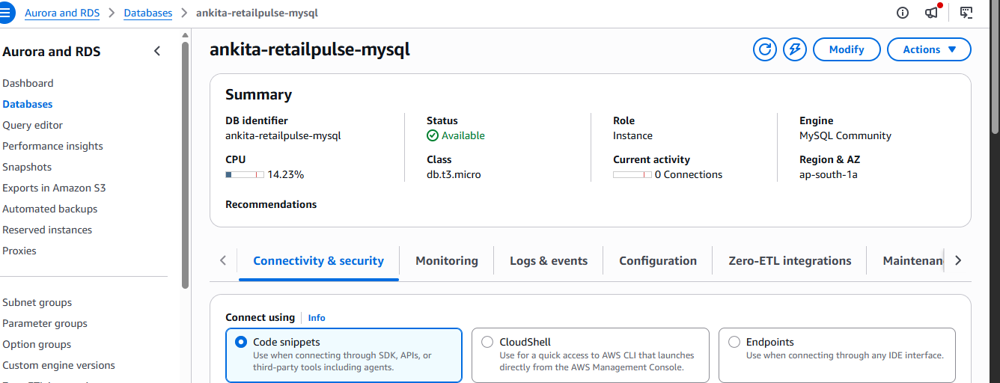 Aurora and RDS > Databases > ankita-retailpulse-mysql
Aurora and RDS
Dashboard
Databases
Query editor
Performance insights
Snapshots
Exports in Amazon S3
Automated backups
Reserved instances
Proxies
Subnet groups
Parameter groups
Option groups
Custom engine versions
ankita-retailpulse-mysql
Modify
Actions
Summary
DB identifier
ankita-retailpulse-mysql
Status
Available
Role
Instance
Engine
MySQL Community
CPU
14.23%
Class
db.t3.micro
Current activity
0 Connections
Region & AZ
ap-south-1a
Recommendations
Connectivity & security
Monitoring
Logs & events
Configuration
Zero-ETL integrations
Maintenan
Connect using
Info
Code snippets
Use when connecting through SDK, APIs, or
third-party tools including agents.
CloudShell
Use for a quick access to AWS CLI that launches
directly from the AWS Management Console.
Endpoints
Use when connecting through any IDE interface.